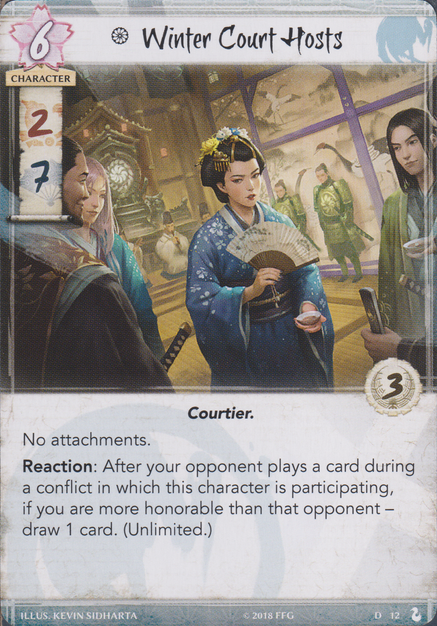 6
Winter Court Hosts
CHARACTER
2
7
3
Courtier.
No attachments.
Reaction: After your opponent plays a card during
a conflict in which this character is participating,
if you are more honorable than that opponent –
draw 1 card. (Unlimited.)
ILLUS. KEVIN SIDHARTA © 2018 FFG D 12